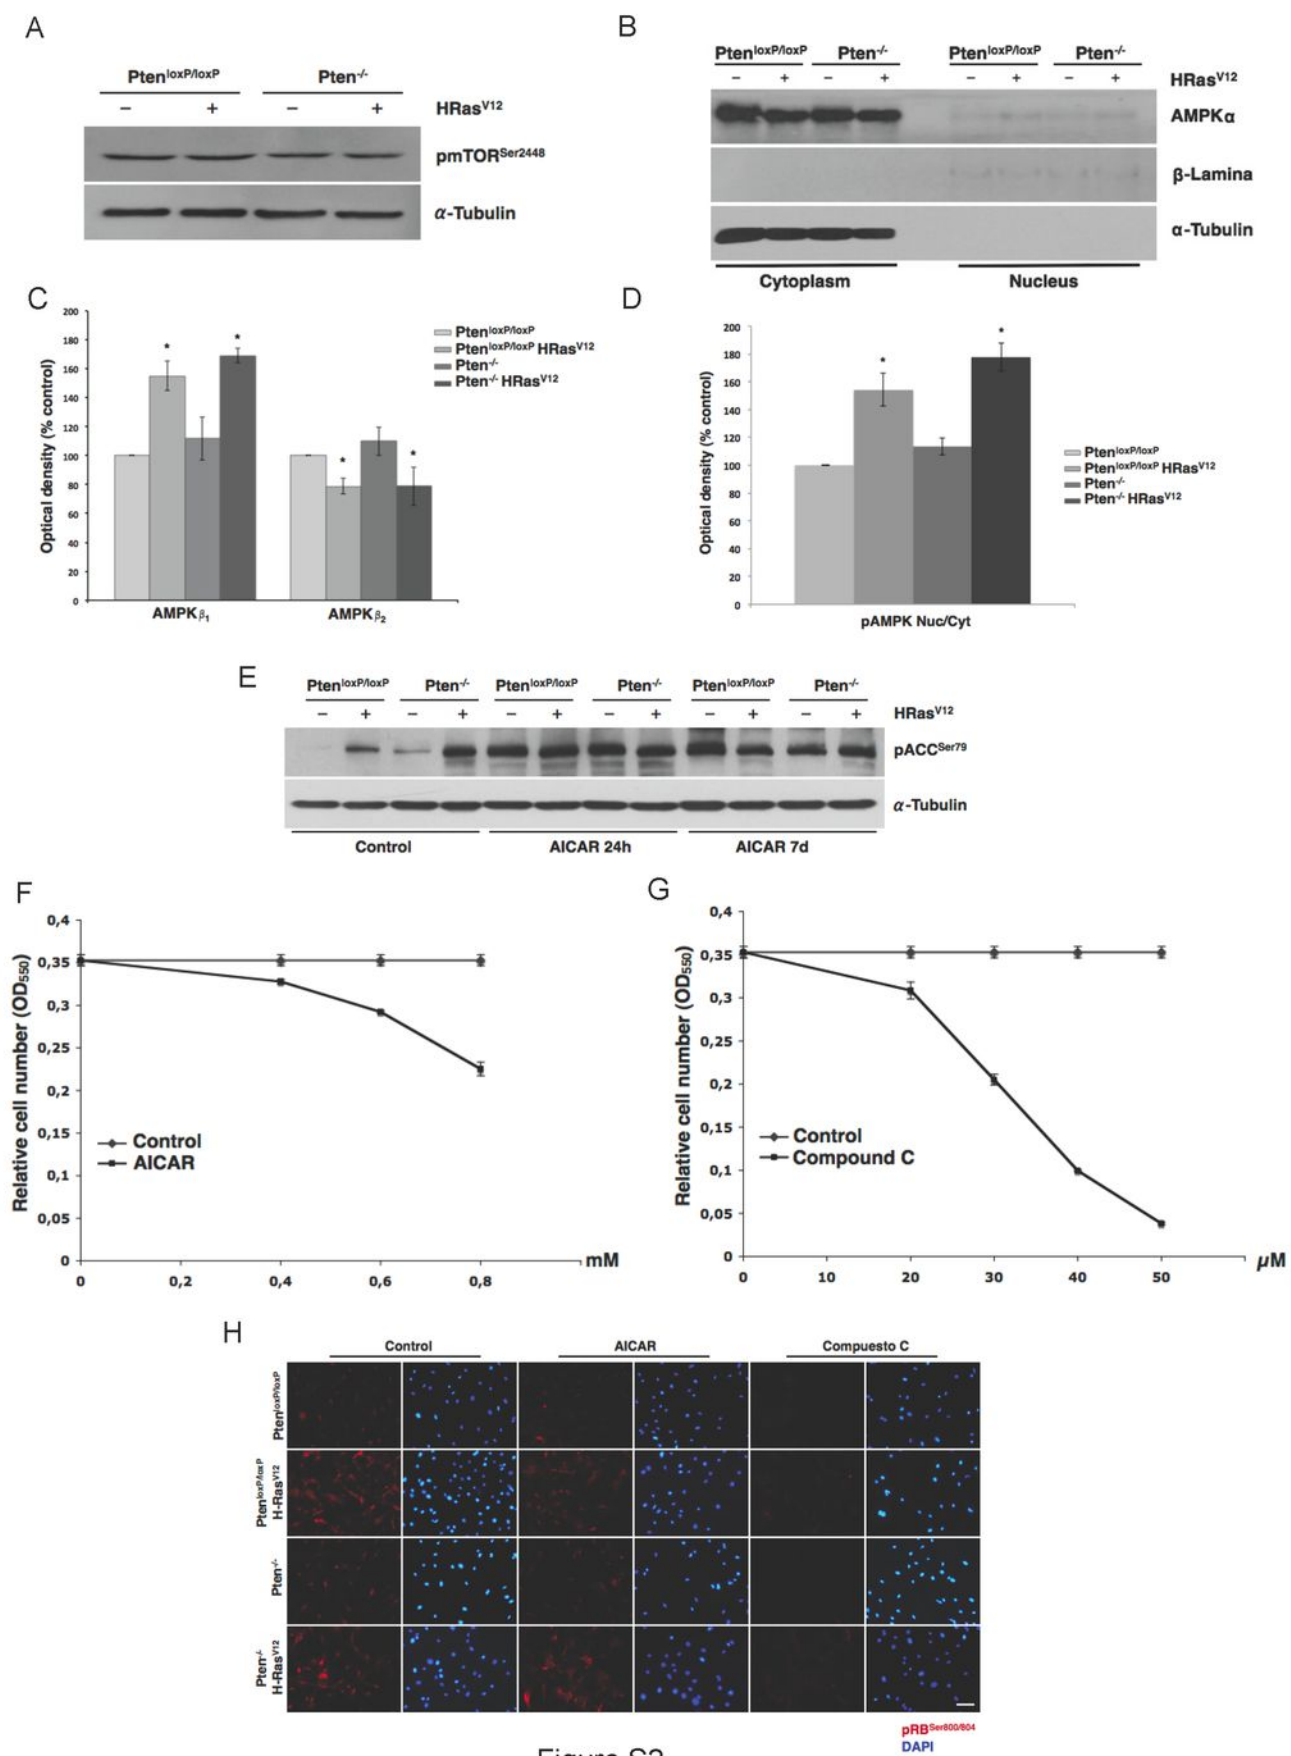 A
Pten^loxP/loxP Pten^-/-
– + – + HRas^V12
pmTOR^Ser2448
α-Tubulin
B
Pten^loxP/loxP Pten^-/- Pten^loxP/loxP Pten^-/-
– + – + – + – + HRas^V12
AMPKα
β-Lamina
α-Tubulin
Cytoplasm Nucleus
C
Optical density (% control)
200
180
160
140
120
100
80
60
40
20
0
* * * *
AMPK β₁ AMPK β₂
Pten^loxP/loxP
Pten^loxP/loxP HRas^V12
Pten^-/-
Pten^-/- HRas^V12
D
Optical density (% control)
200
180
160
140
120
100
80
60
40
20
0
* *
pAMPK Nuc/Cyt
Pten^loxP/loxP
Pten^loxP/loxP HRas^V12
Pten^-/-
Pten^-/- HRas^V12
E
Pten^loxP/loxP Pten^-/- Pten^loxP/loxP Pten^-/- Pten^loxP/loxP Pten^-/-
– + – + – + – + – + – + HRas^V12
pACC^Ser79
α-Tubulin
Control AICAR 24h AICAR 7d
F
Relative cell number (OD₅₅₀)
0,4
0,35
0,3
0,25
0,2
0,15
0,1
0,05
0
Control
AICAR
0 0,2 0,4 0,6 0,8 mM
G
Relative cell number (OD₅₅₀)
0,4
0,35
0,3
0,25
0,2
0,15
0,1
0,05
0
Control
Compound C
0 10 20 30 40 50 µM
H
Control AICAR Compuesto C
Pten^loxP/loxP
Pten^loxP/loxP
H-Ras^V12
Pten^-/-
Pten^-/-
H-Ras^V12
pRB^Ser800/804
DAPI